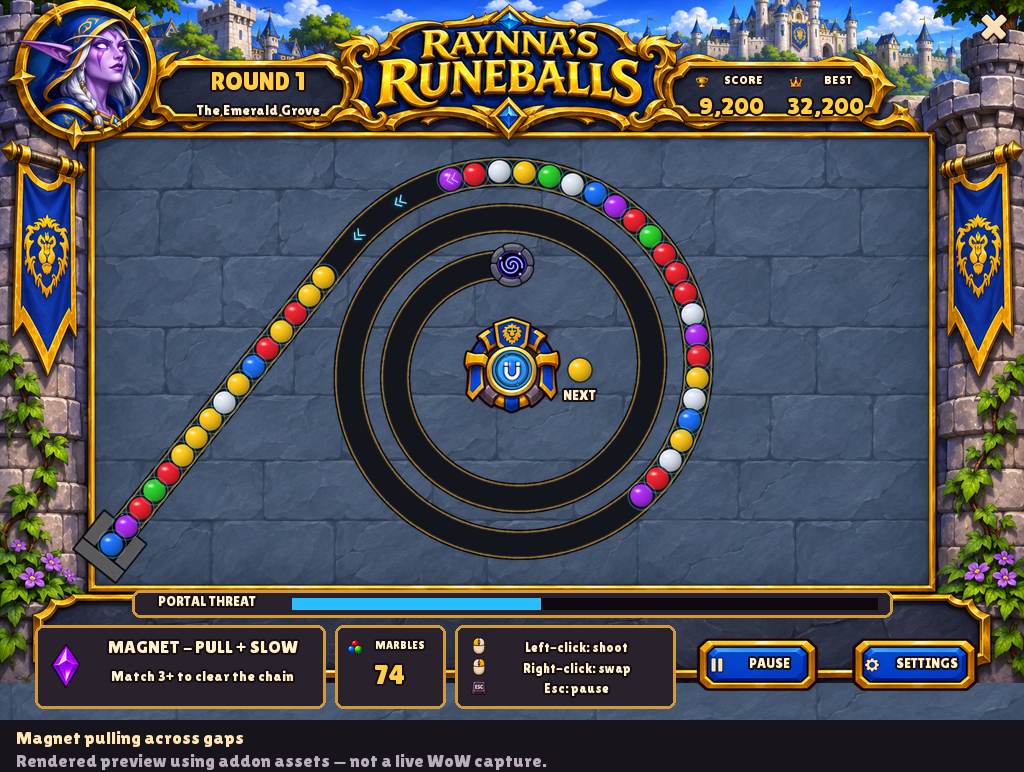 RAYNNA'S
RUNEBALLS
ROUND 1
The Emerald Grove
SCORE
BEST
9,200
32,200
NEXT
PORTAL THREAT
MAGNET – PULL + SLOW
Match 3+ to clear the chain
MARBLES
74
Left-click: shoot
Right-click: swap
ESC
Esc: pause
PAUSE
SETTINGS
Magnet pulling across gaps
Rendered preview using addon assets — not a live WoW capture.